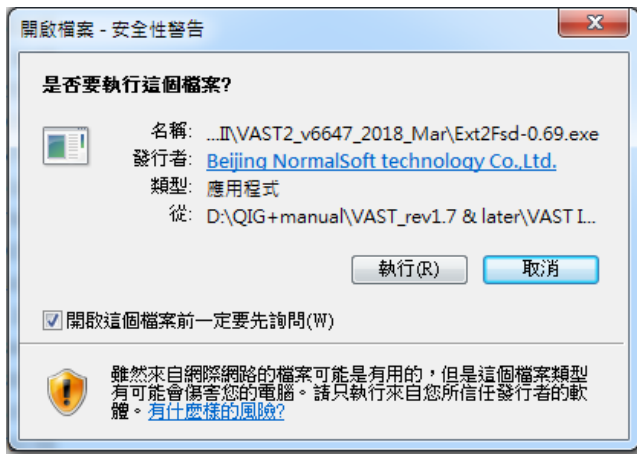 開啟檔案 - 安全性警告
是否要執行這個檔案?
名稱: ...II\VAST2_v6647_2018_Mar\Ext2Fsd-0.69.exe
發行者: Beijing NormalSoft technology Co.,Ltd.
類型: 應用程式
從: D:\QIG+manual\VAST_rev1.7 & later\VAST I...
執行(R) 取消
開啟這個檔案前一定要先詢問(W)
雖然來自網際網路的檔案可能是有用的，但是這個檔案類型
有可能會傷害您的電腦。請只執行來自您所信任發行者的軟
體。有什麼樣的風險?